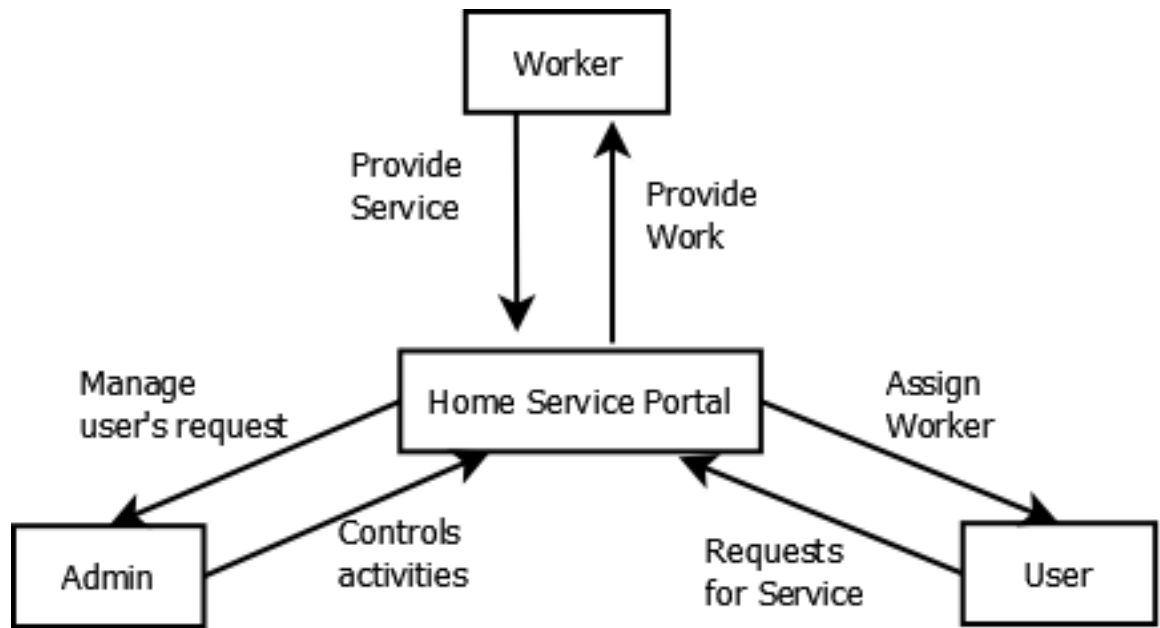 Worker
Provide
Service
Provide
Work
Manage
user's request
Home Service Portal
Assign
Worker
Controls
activities
Requests
for Service
Admin
User